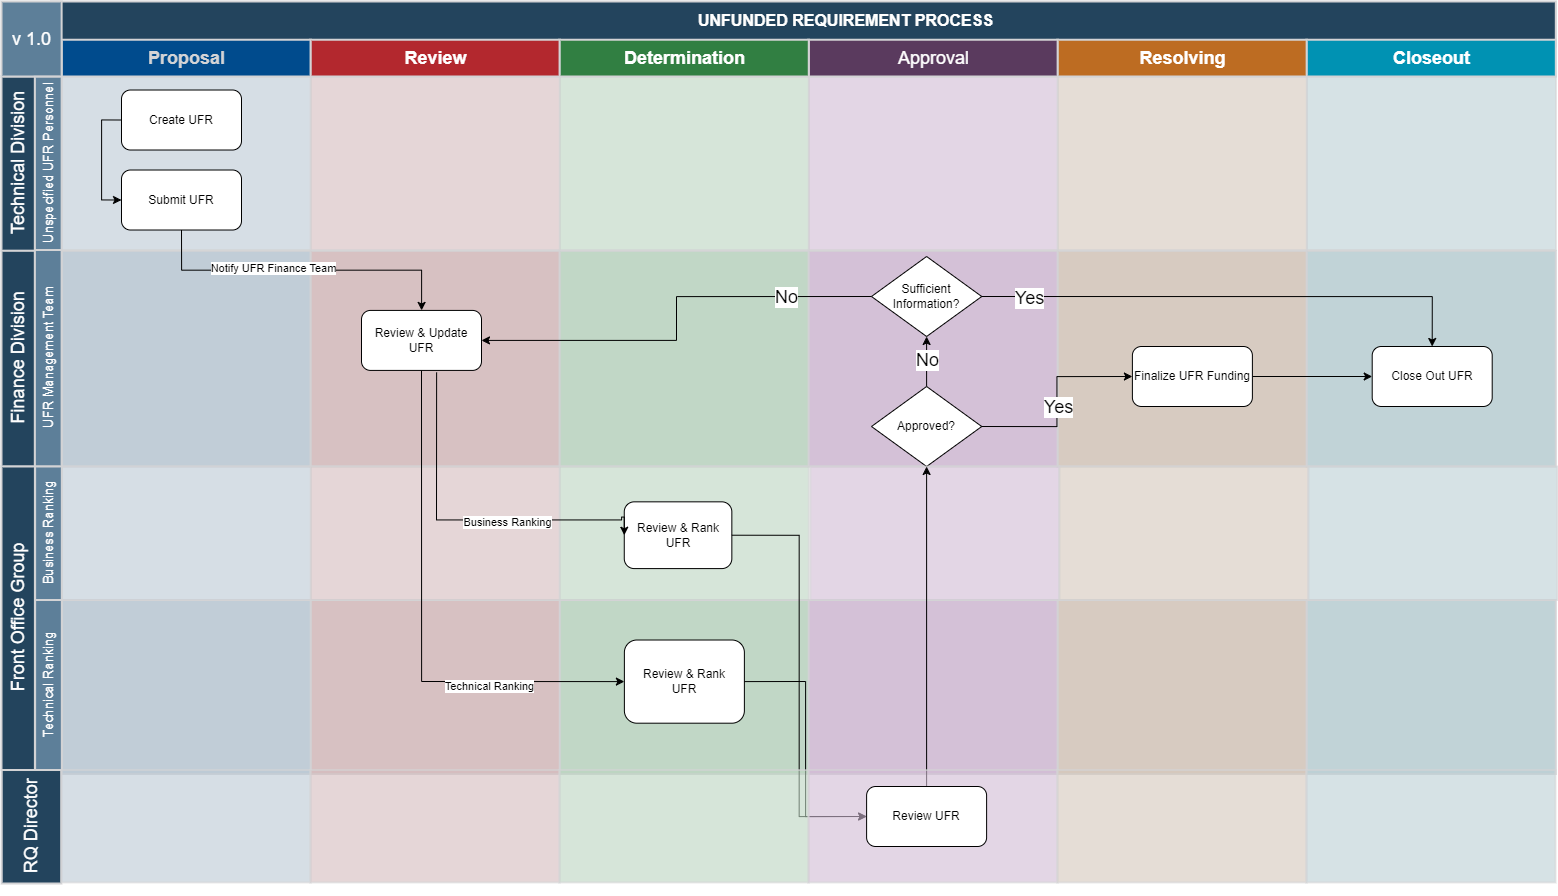 v 1.0
UNFUNDED REQUIREMENT PROCESS
Proposal
Review
Determination
Approval
Resolving
Closeout
Technical Division
Unspecified UFR Personnel
Create UFR
Submit UFR
Finance Division
UFR Management Team
Notify UFR Finance Team
Review & Update
UFR
No
Sufficient
Information?
Yes
No
Approved?
Yes
Finalize UFR Funding
Close Out UFR
Front Office Group
Business Ranking
Business Ranking
Review & Rank
UFR
Technical Ranking
Technical Ranking
Review & Rank
UFR
RQ Director
Review UFR